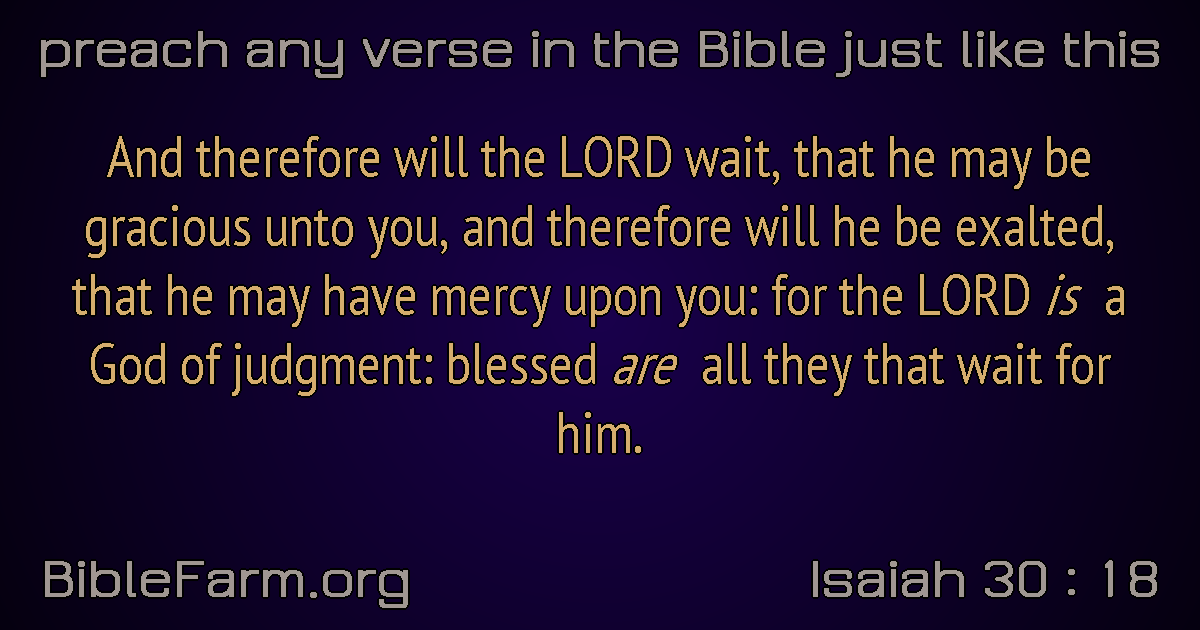 preach any verse in the Bible just like this
And therefore will the LORD wait, that he may be
gracious unto you, and therefore will he be exalted,
that he may have mercy upon you: for the LORD is a
God of judgment: blessed are all they that wait for
him.
BibleFarm.org
Isaiah 30 : 18